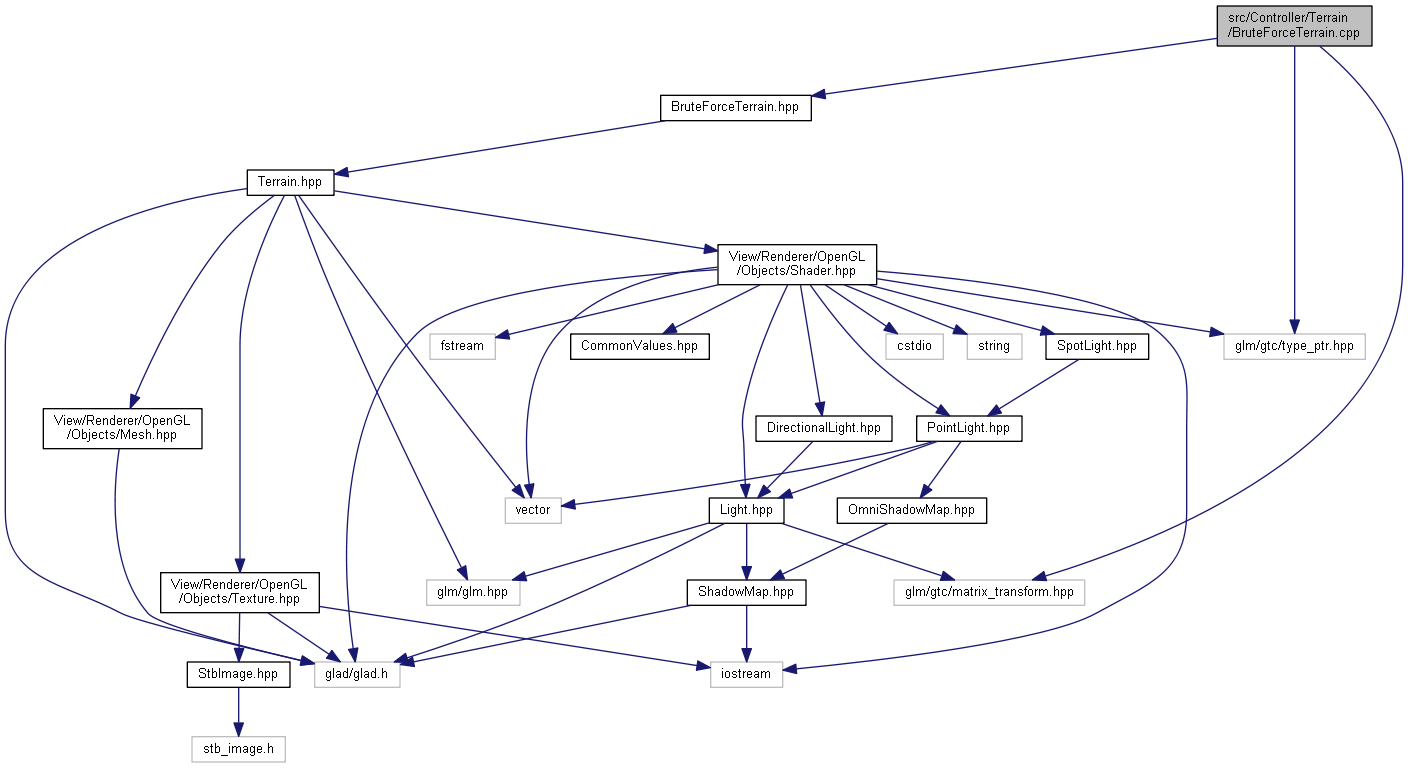 src/Controller/Terrain
/BruteForceTerrain.cpp
BruteForceTerrain.hpp
Terrain.hpp
View/Renderer/OpenGL
/Objects/Shader.hpp
fstream
CommonValues.hpp
cstdio
string
SpotLight.hpp
glm/gtc/type_ptr.hpp
View/Renderer/OpenGL
/Objects/Mesh.hpp
DirectionalLight.hpp
PointLight.hpp
vector
Light.hpp
OmniShadowMap.hpp
View/Renderer/OpenGL
/Objects/Texture.hpp
glm/glm.hpp
ShadowMap.hpp
glm/gtc/matrix_transform.hpp
StbImage.hpp
glad/glad.h
iostream
stb_image.h